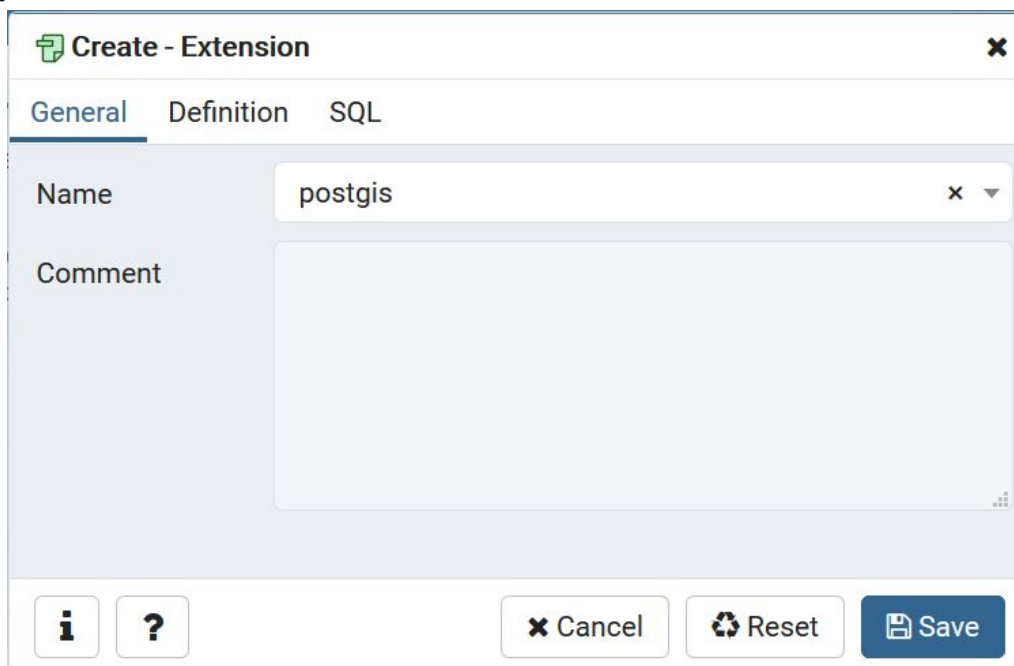 Create - Extension
General Definition SQL
Name postgis
Comment
i ? Cancel Reset Save